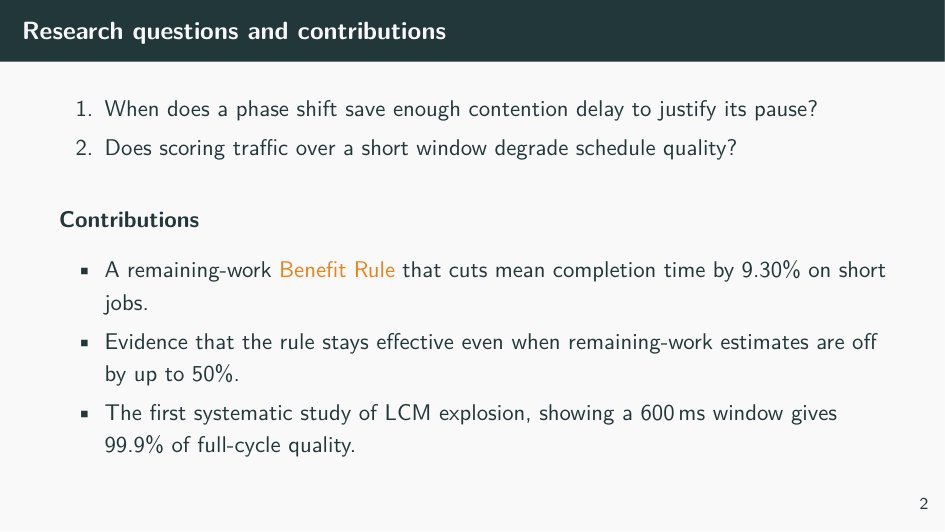 Research questions and contributions
1. When does a phase shift save enough contention delay to justify its pause?
2. Does scoring traffic over a short window degrade schedule quality?
Contributions
▪ A remaining-work Benefit Rule that cuts mean completion time by 9.30% on short
jobs.
▪ Evidence that the rule stays effective even when remaining-work estimates are off
by up to 50%.
▪ The first systematic study of LCM explosion, showing a 600 ms window gives
99.9% of full-cycle quality.
2